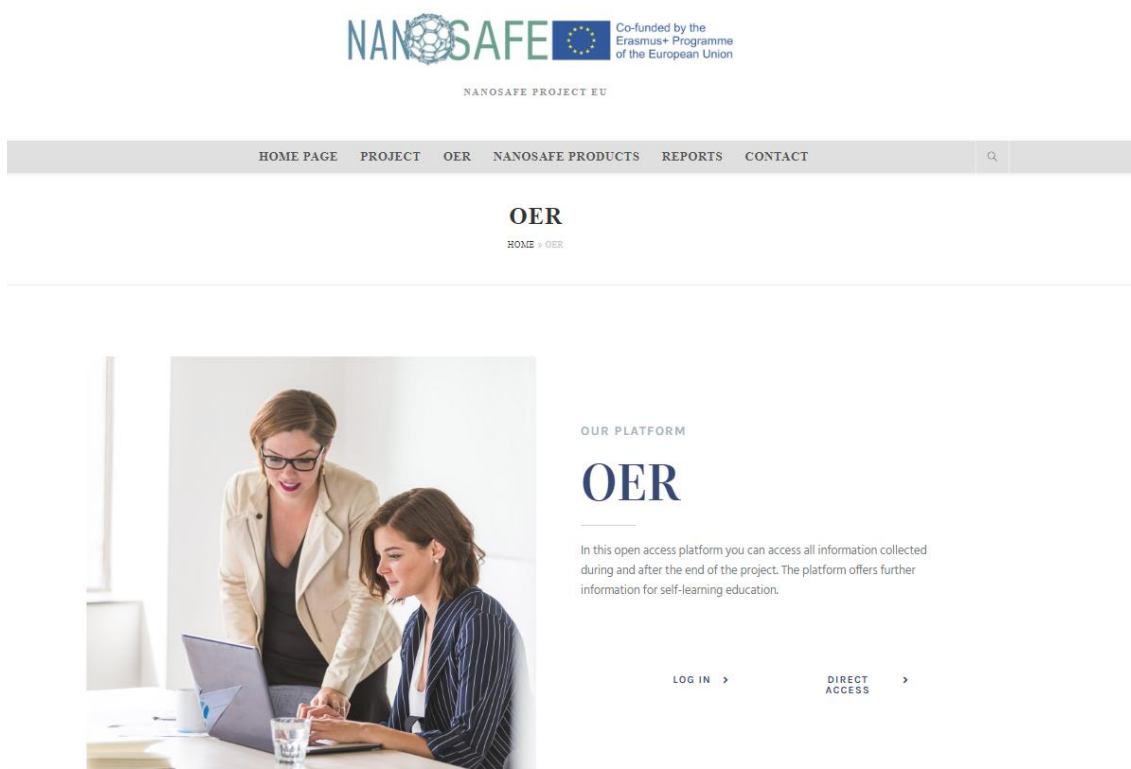 NANOSAFE
Co-funded by the
Erasmus+ Programme
of the European Union
NANOSAFE PROJECT EU
HOME PAGE PROJECT OER NANOSAFE PRODUCTS REPORTS CONTACT
OER
HOME » OER
OUR PLATFORM
OER
In this open access platform you can access all information collected
during and after the end of the project. The platform offers further
information for self-learning education.
LOG IN >
DIRECT >
ACCESS